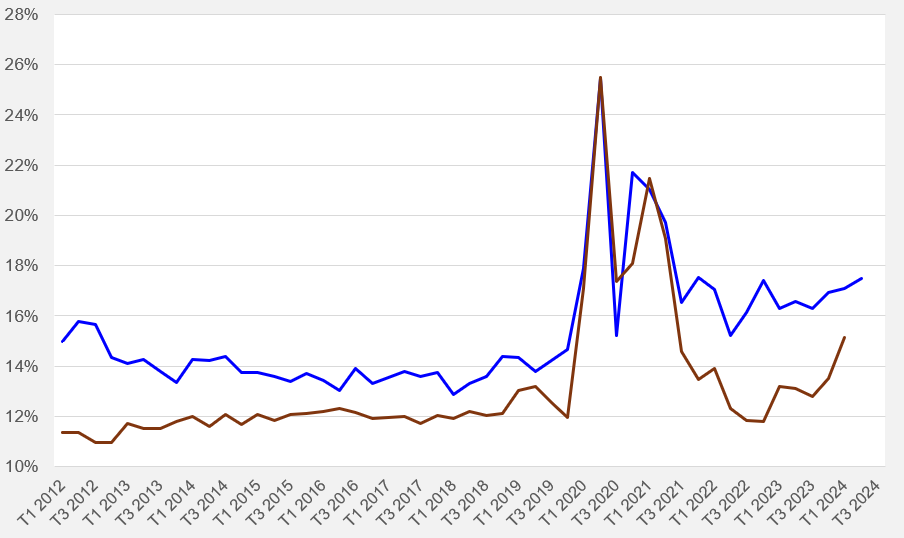 28%
26%
24%
22%
20%
18%
16%
14%
12%
10%
T1 2012
T3 2012
T1 2013
T3 2013
T1 2014
T3 2014
T1 2015
T3 2015
T1 2016
T3 2016
T1 2017
T3 2017
T1 2018
T3 2018
T1 2019
T3 2019
T1 2020
T3 2020
T1 2021
T3 2021
T1 2022
T3 2022
T1 2023
T3 2023
T1 2024
T3 2024